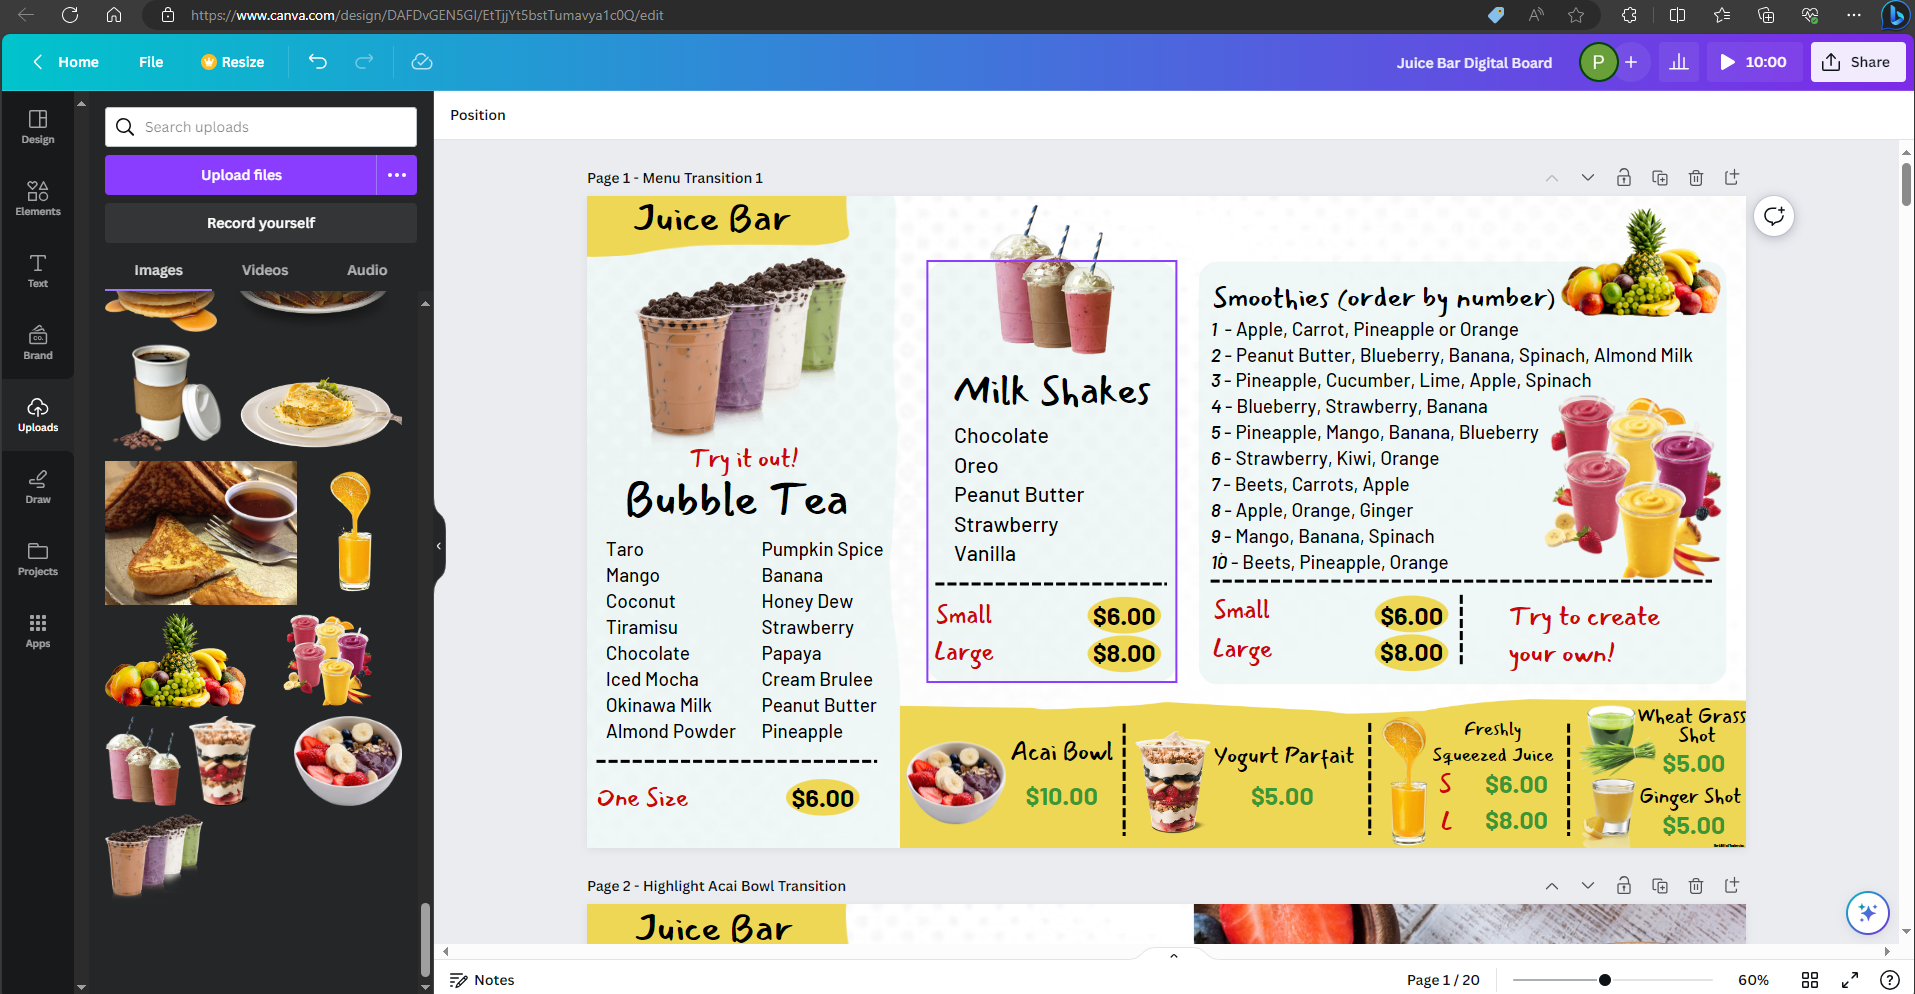 https://www.canva.com/design/DAFDvGEN5GI/EtTjjYt5bstTumavya1c0Q/edit
Home
File
Resize
Juice Bar Digital Board
P
+
10:00
Share
Design
Elements
Text
Brand
Uploads
Draw
Projects
Apps
Search uploads
Upload files
Record yourself
Images
Videos
Audio
Position
Page 1 - Menu Transition 1
Juice Bar
Try it out!
Bubble Tea
Taro Pumpkin Spice
Mango Banana
Coconut Honey Dew
Tiramisu Strawberry
Chocolate Papaya
Iced Mocha Cream Brulee
Okinawa Milk Peanut Butter
Almond Powder Pineapple
One Size $6.00
Milk Shakes
Chocolate
Oreo
Peanut Butter
Strawberry
Vanilla
Small $6.00
Large $8.00
Smoothies (order by number)
1 - Apple, Carrot, Pineapple or Orange
2 - Peanut Butter, Blueberry, Banana, Spinach, Almond Milk
3 - Pineapple, Cucumber, Lime, Apple, Spinach
4 - Blueberry, Strawberry, Banana
5 - Pineapple, Mango, Banana, Blueberry
6 - Strawberry, Kiwi, Orange
7 - Beets, Carrots, Apple
8 - Apple, Orange, Ginger
9 - Mango, Banana, Spinach
10 - Beets, Pineapple, Orange
Small $6.00
Large $8.00
Try to create
your own!
Acai Bowl
$10.00
Yogurt Parfait
$5.00
Freshly
Squeezed Juice
S $6.00
L $8.00
Wheat Grass
Shot
$5.00
Ginger Shot
$5.00
Page 2 - Highlight Acai Bowl Transition
Juice Bar
Notes
Page 1 / 20
60%